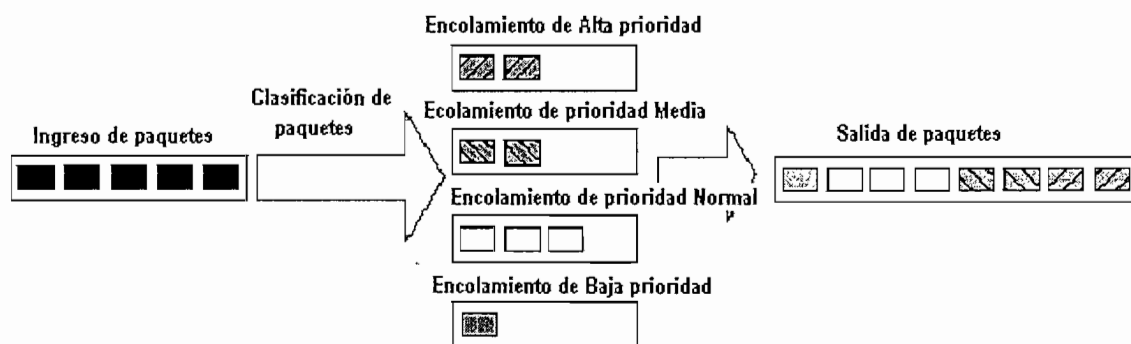 Encolamiento de Alta prioridad
Clasificación de
paquetes
Ecolamiento de prioridad Media
Ingreso de paquetes
Salida de paquetes
Encolamiento de prioridad Normal
Encolamiento de Baja prioridad